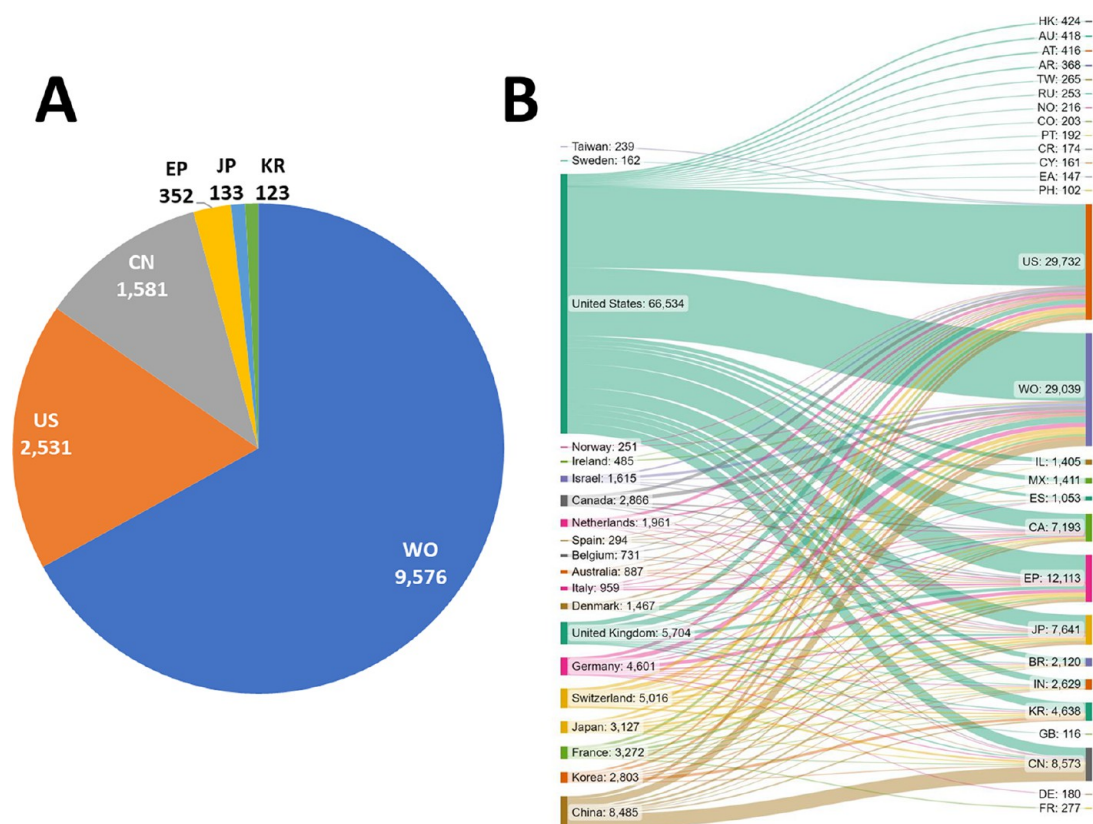 A
EP
352
JP
133
KR
123
CN
1,581
US
2,531
WO
9,576
B
Taiwan: 239
Sweden: 162
United States: 66,534
Norway: 251
Ireland: 485
Israel: 1,615
Canada: 2,866
Netherlands: 1,961
Spain: 294
Belgium: 731
Australia: 887
Italy: 959
Denmark: 1,467
United Kingdom: 5,704
Germany: 4,601
Switzerland: 5,016
Japan: 3,127
France: 3,272
Korea: 2,803
China: 8,485
HK: 424
AU: 418
AT: 416
AR: 368
TW: 265
RU: 253
NO: 216
CO: 203
PT: 192
CR: 174
CY: 161
EA: 147
PH: 102
US: 29,732
WO: 29,039
IL: 1,405
MX: 1,411
ES: 1,053
CA: 7,193
EP: 12,113
JP: 7,641
BR: 2,120
IN: 2,629
KR: 4,638
GB: 116
CN: 8,573
DE: 180
FR: 277